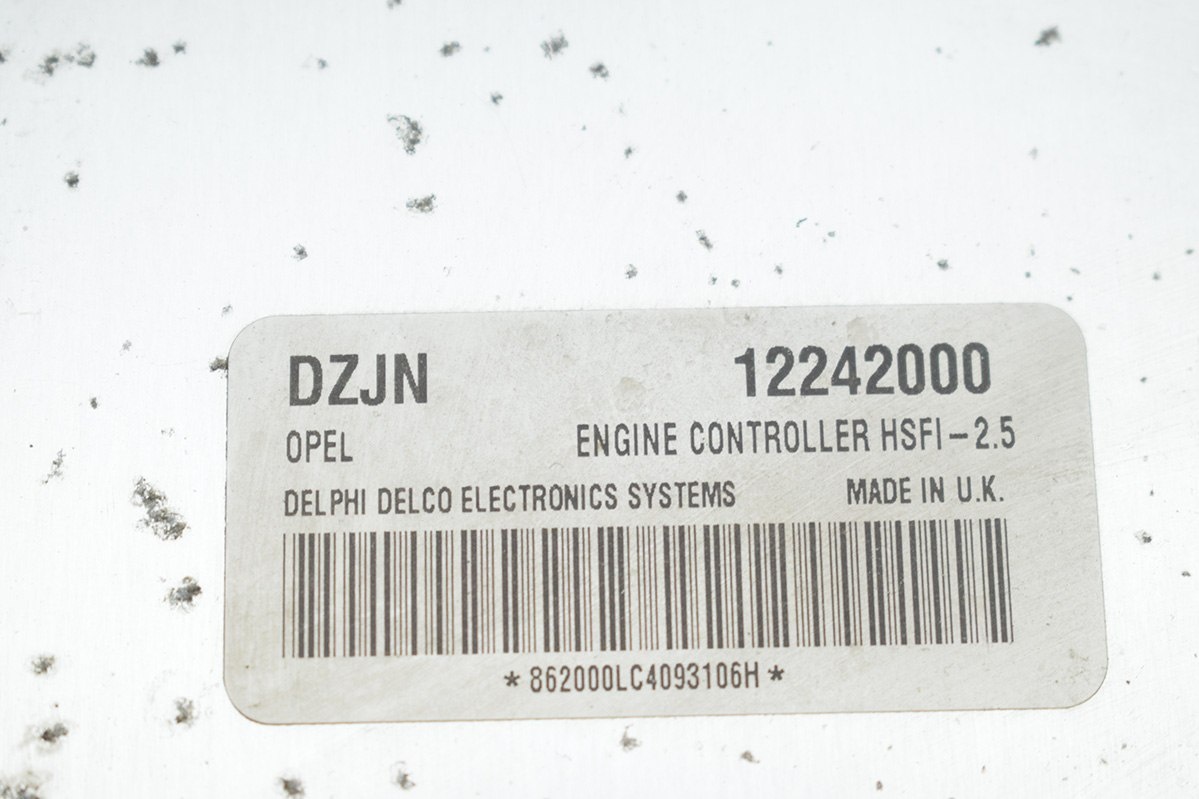 DZJN 12242000
OPEL ENGINE CONTROLLER HSFI-2.5
DELPHI DELCO ELECTRONICS SYSTEMS MADE IN U.K.
*862000LC4093106H*